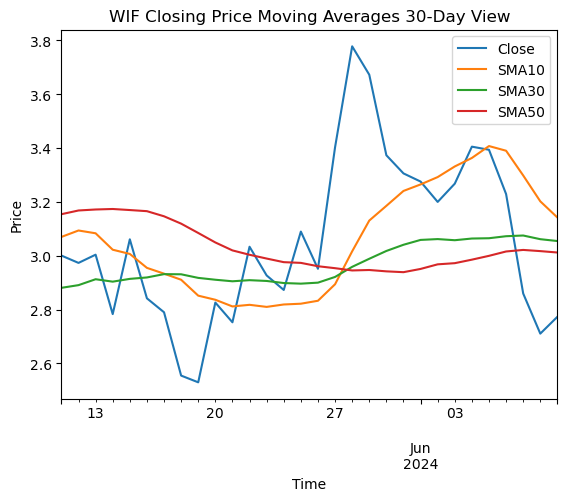 WIF Closing Price Moving Averages 30-Day View
Close
SMA10
SMA30
SMA50
3.8
3.6
3.4
3.2
3.0
2.8
2.6
Price
13
20
27
03
Jun
2024
Time